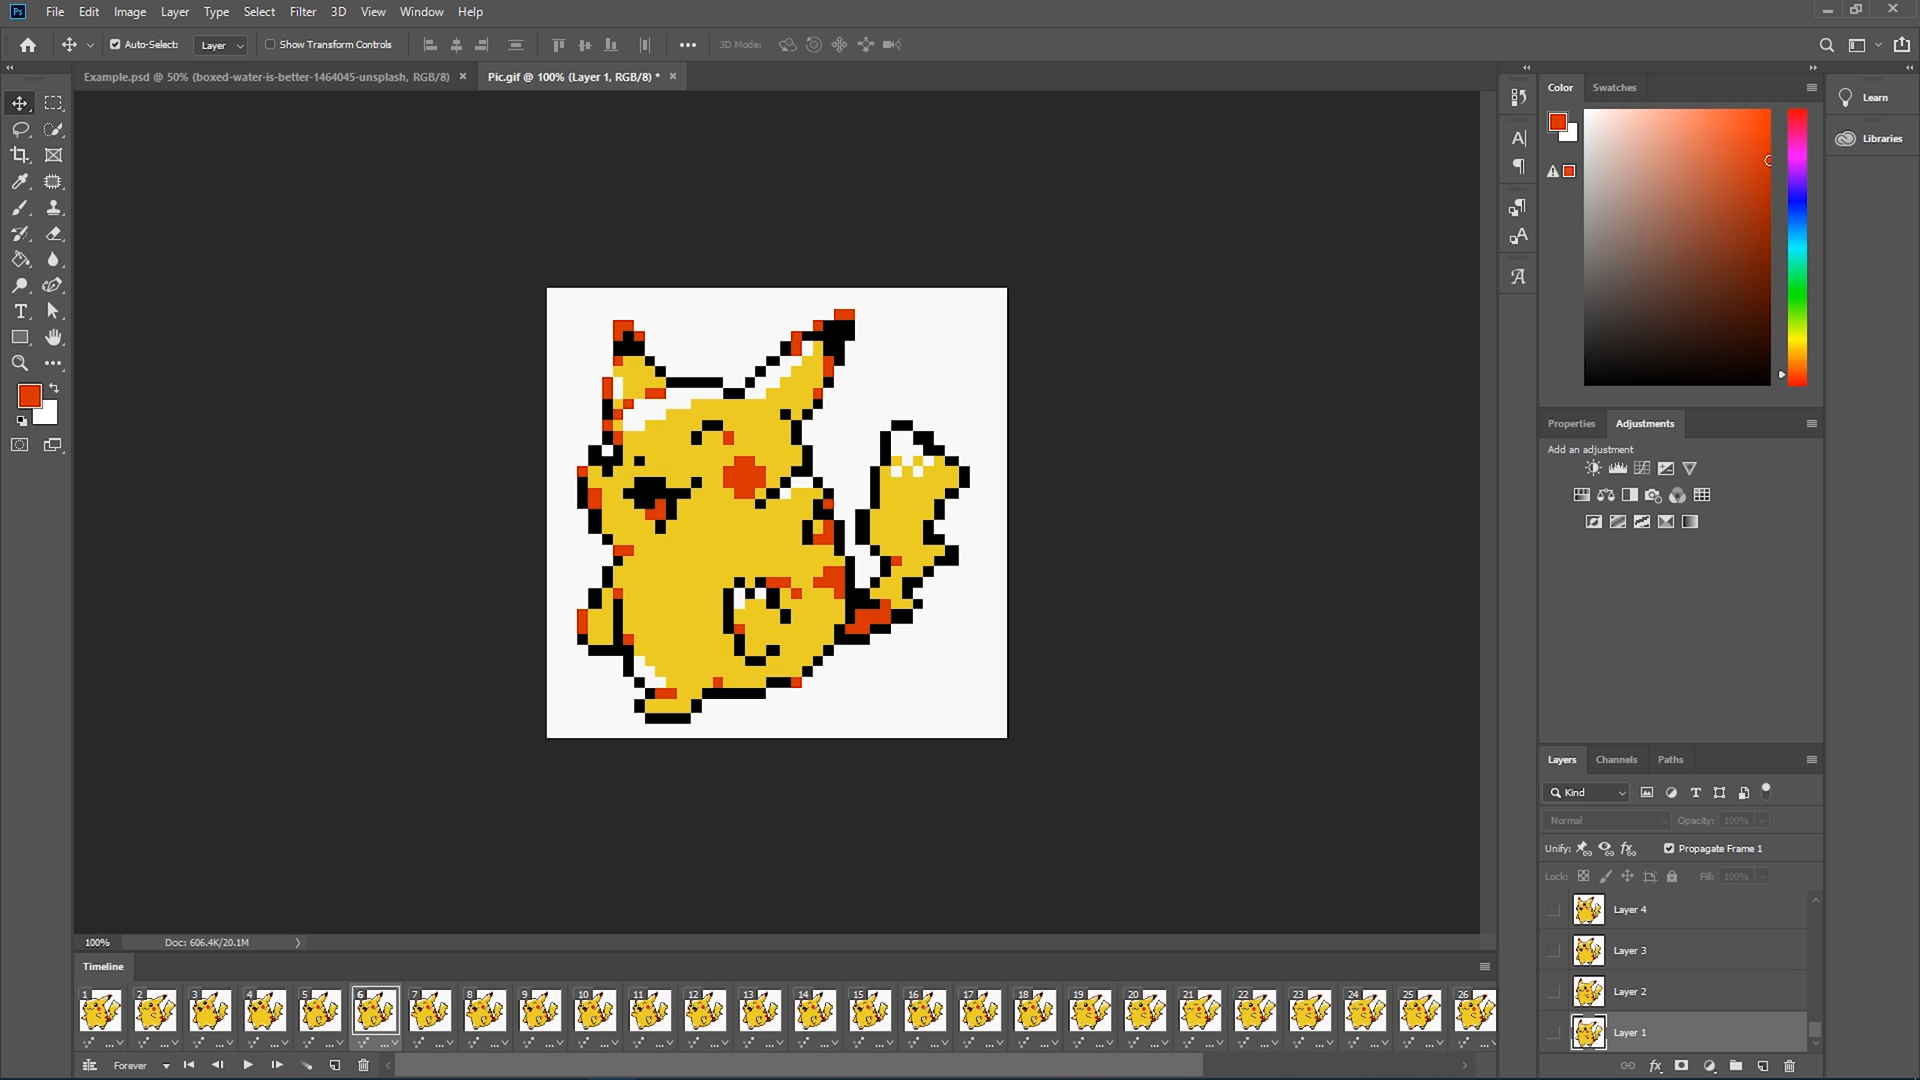 Ps File Edit Image Layer Type Select Filter 3D View Window Help
Auto-Select: Layer Show Transform Controls 3D Mode:
Example.psd @ 50% (boxed-water-is-better-1464045-unsplash, RGB/8) × Pic.gif @ 100% (Layer 1, RGB/8) * ×
Color Swatches
Learn
Libraries
Properties Adjustments
Add an adjustment
Layers Channels Paths
Kind
Normal Opacity: 100%
Unify: Propagate Frame 1
Lock: Fill: 100%
Layer 4
Layer 3
Layer 2
Layer 1
100% Doc: 606.4K/20.1M
Timeline
1 2 3 4 5 6 7 8 9 10 11 12 13 14 15 16 17 18 19 20 21 22 23 24 25 26
Forever